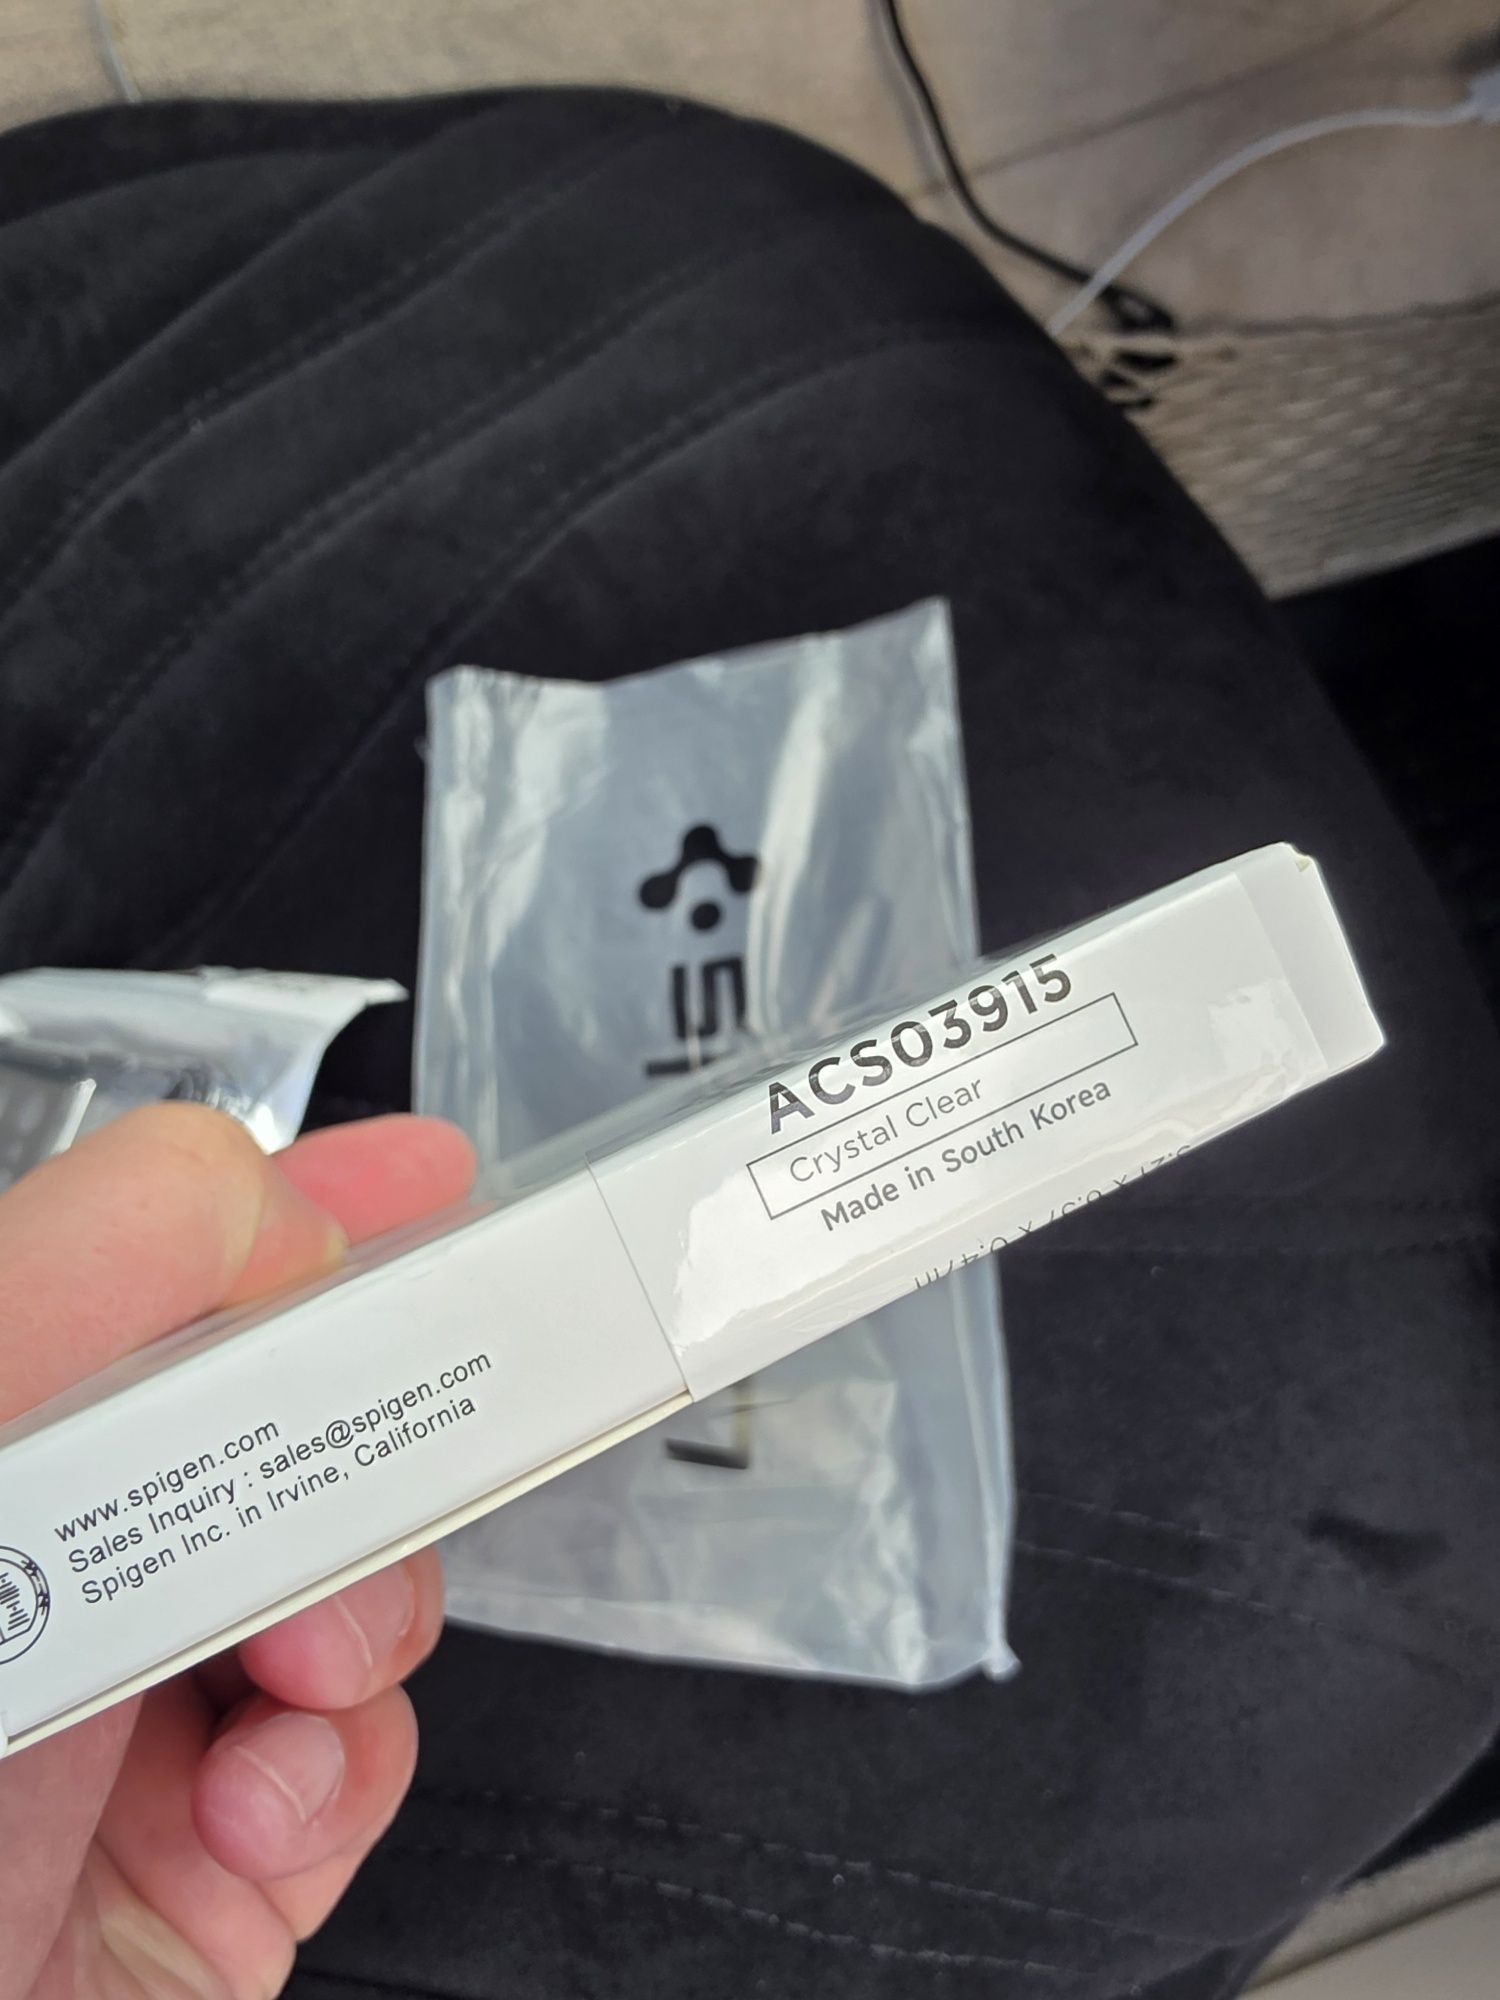 ACS03915
Crystal Clear
Made in South Korea
www.spigen.com
Sales Inquiry : sales@spigen.com
Spigen Inc. in Irvine, California